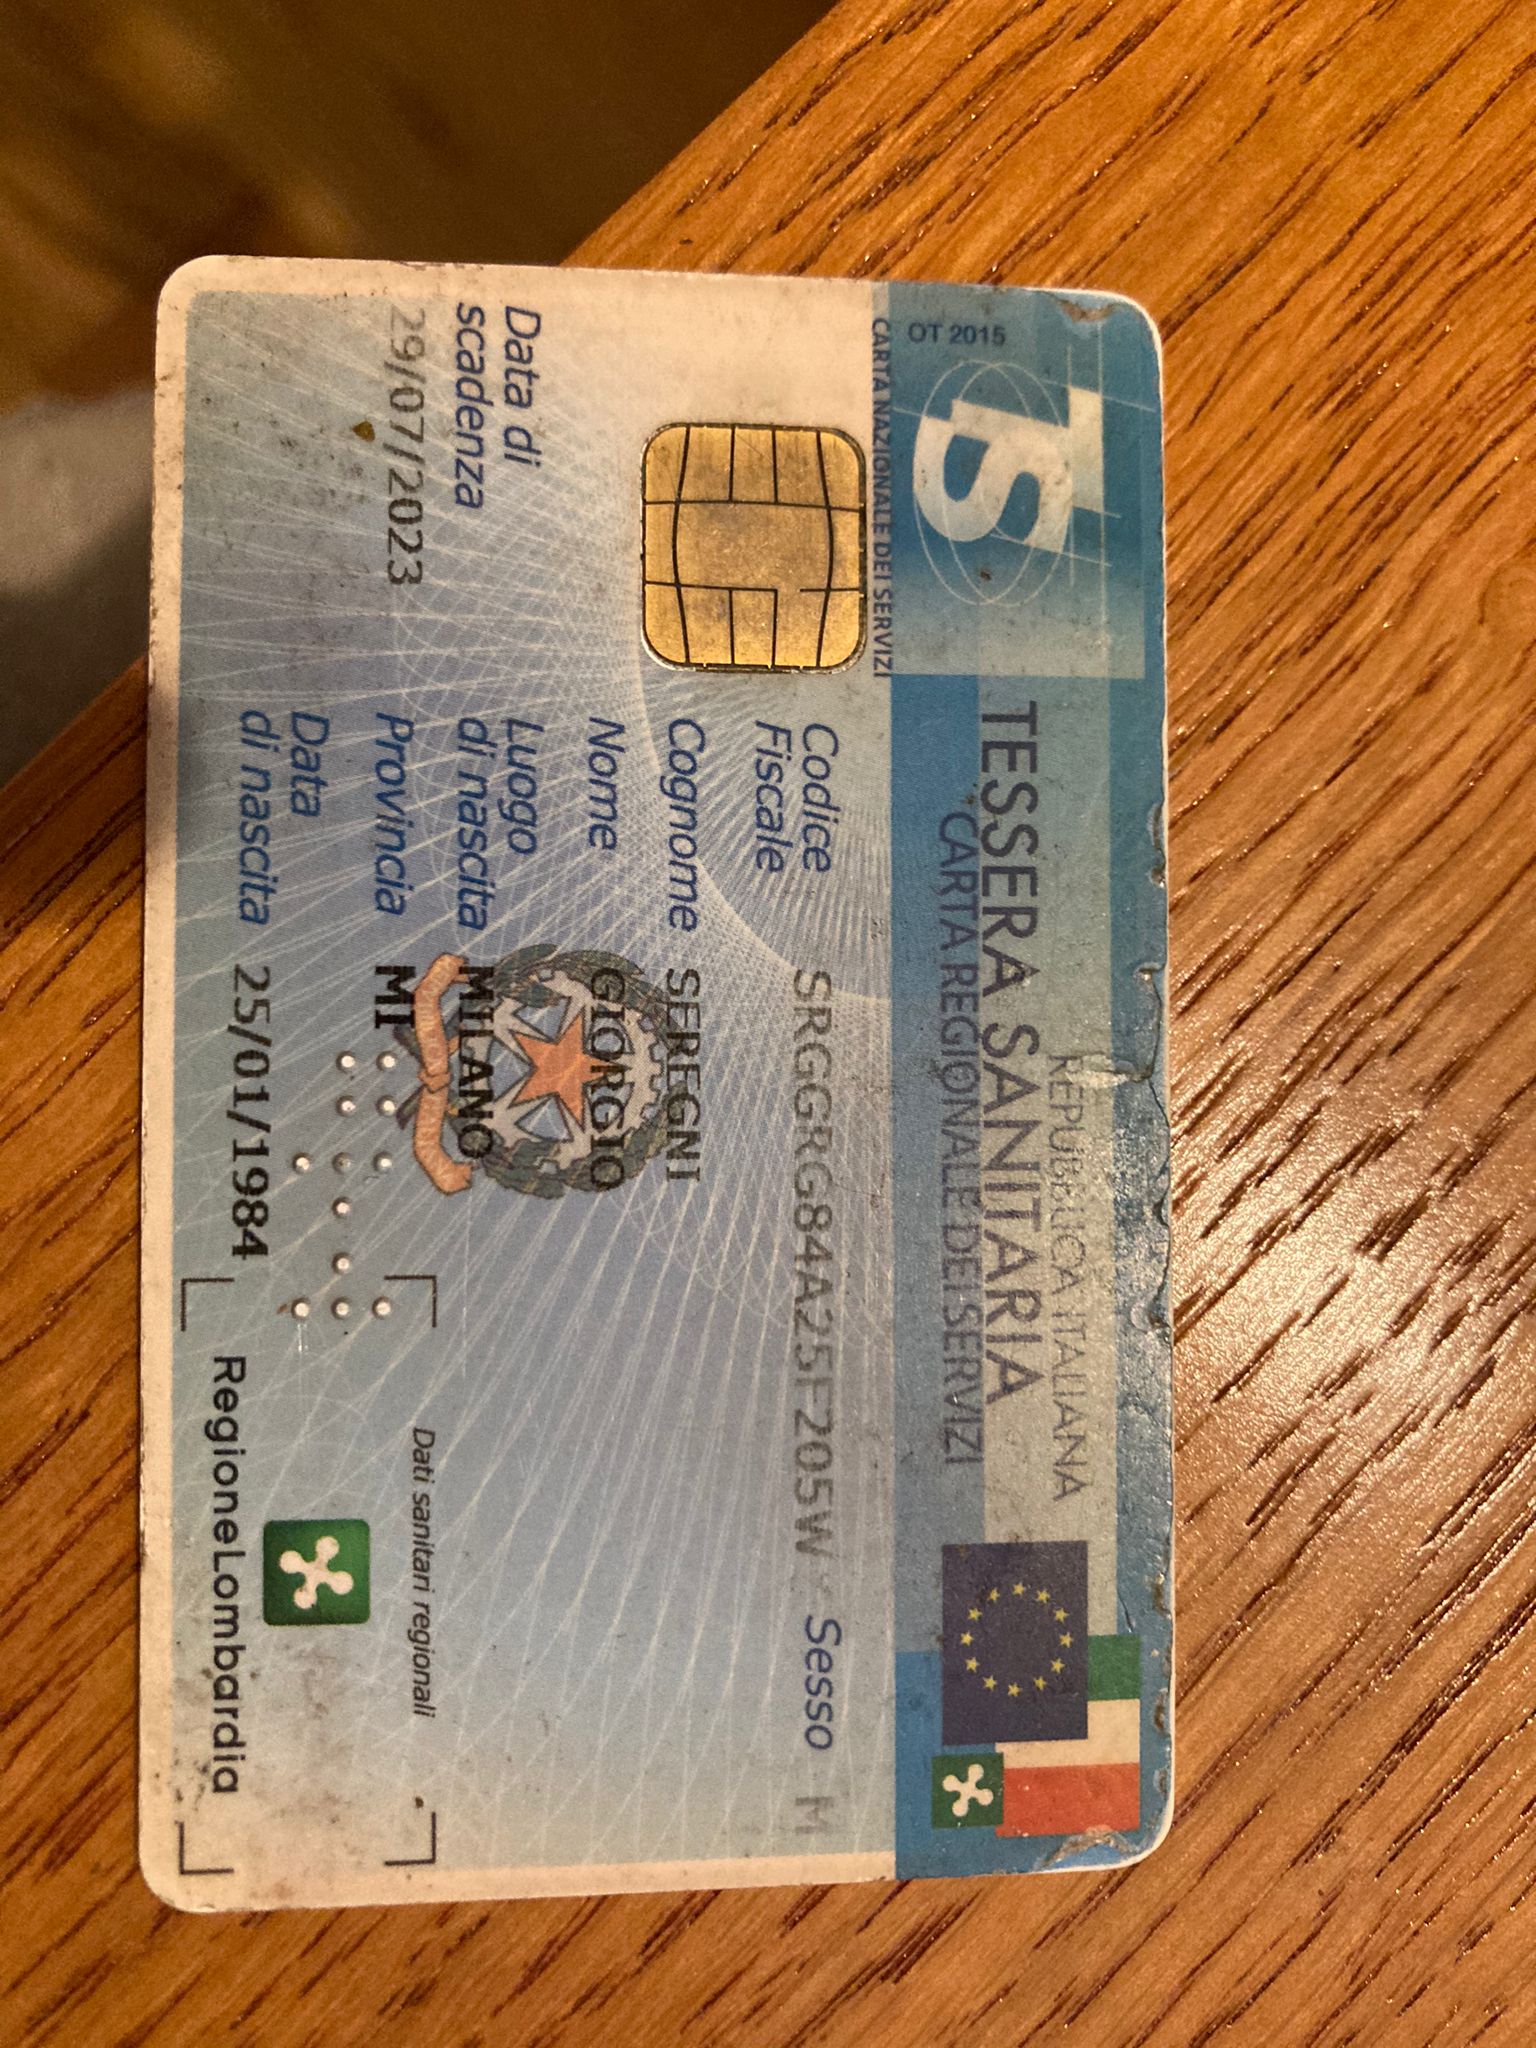 OT 2015
TS
CARTA NAZIONALE DEI SERVIZI
REPUBBLICA ITALIANA
TESSERA SANITARIA
CARTA REGIONALE DEI SERVIZI
Codice Fiscale SRGGRG84A25F205W Sesso M
Cognome SEREGNI
Nome GIORGIO
Luogo di nascita MILANO
Provincia MI
Data di nascita 25/01/1984
Data di scadenza
29/07/2023
Dati sanitari regionali
RegioneLombardia